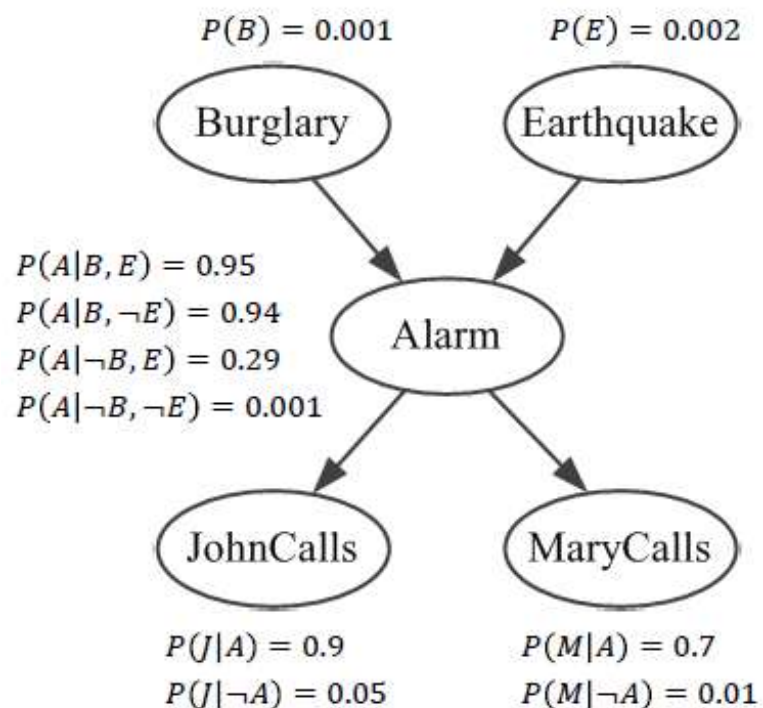 P(B) = 0.001
P(E) = 0.002
Burglary
Earthquake
P(A|B, E) = 0.95
P(A|B, ¬E) = 0.94
P(A|¬B, E) = 0.29
P(A|¬B, ¬E) = 0.001
Alarm
JohnCalls
MaryCalls
P(J|A) = 0.9
P(J|¬A) = 0.05
P(M|A) = 0.7
P(M|¬A) = 0.01